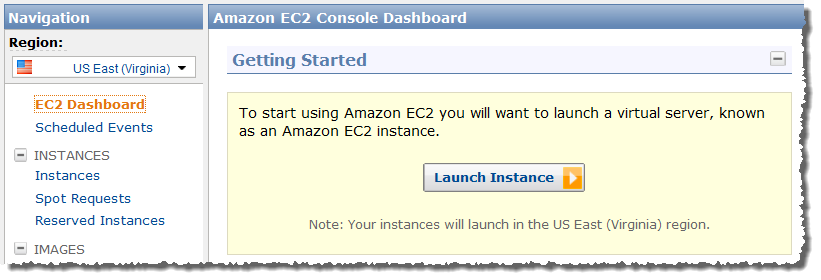 Navigation
Region:
US East (Virginia)
EC2 Dashboard
Scheduled Events
INSTANCES
Instances
Spot Requests
Reserved Instances
IMAGES
Amazon EC2 Console Dashboard
Getting Started
To start using Amazon EC2 you will want to launch a virtual server, known
as an Amazon EC2 instance.
Launch Instance
Note: Your instances will launch in the US East (Virginia) region.